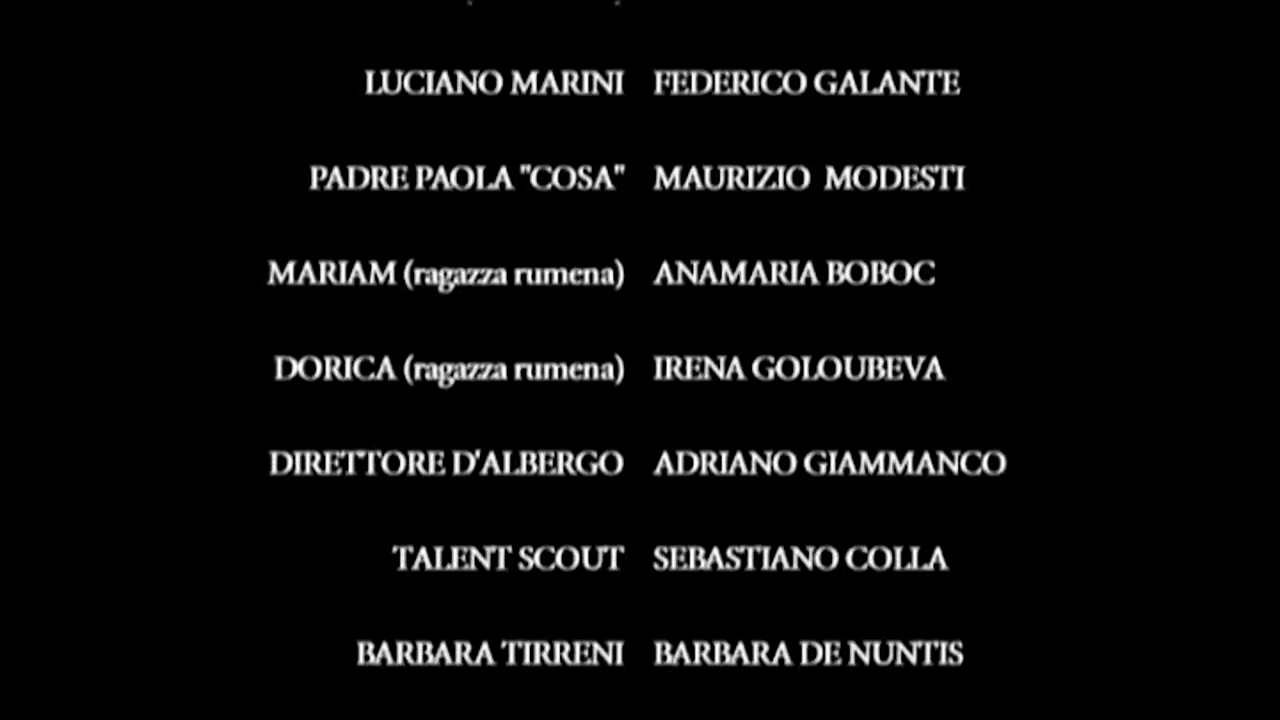 LUCIANO MARINI FEDERICO GALANTE
PADRE PAOLA "COSA" MAURIZIO MODESTI
MARIAM (ragazza rumena) ANAMARIA BOBOC
DORICA (ragazza rumena) IRENA GOLOUBEVA
DIRETTORE D'ALBERGO ADRIANO GIAMMANCO
TALENT SCOUT SEBASTIANO COLLA
BARBARA TIRRENI BARBARA DE NUNTIS